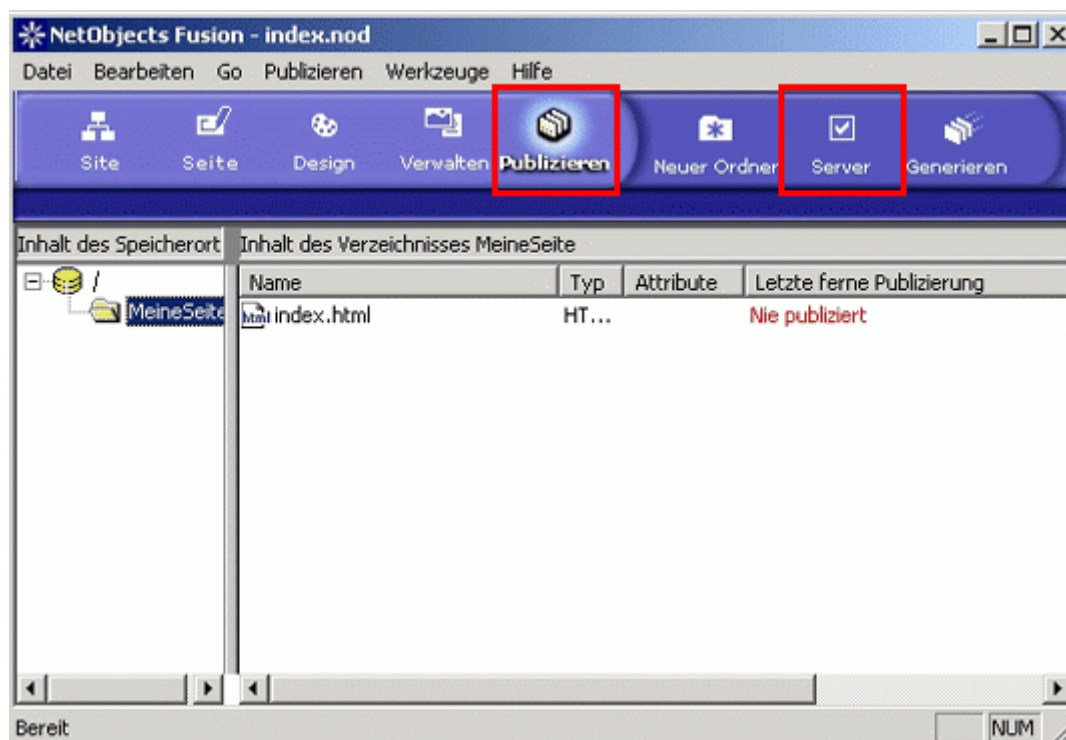 NetObjects Fusion - index.nod
Datei Bearbeiten Go Publizieren Werkzeuge Hilfe
Site Seite Design Verwalten Publizieren Neuer Ordner Server Generieren
Inhalt des Speicherort Inhalt des Verzeichnisses MeineSeite
/ Name Typ Attribute Letzte ferne Publizierung
MeineSeite html index.html HT... Nie publiziert
Bereit NUM